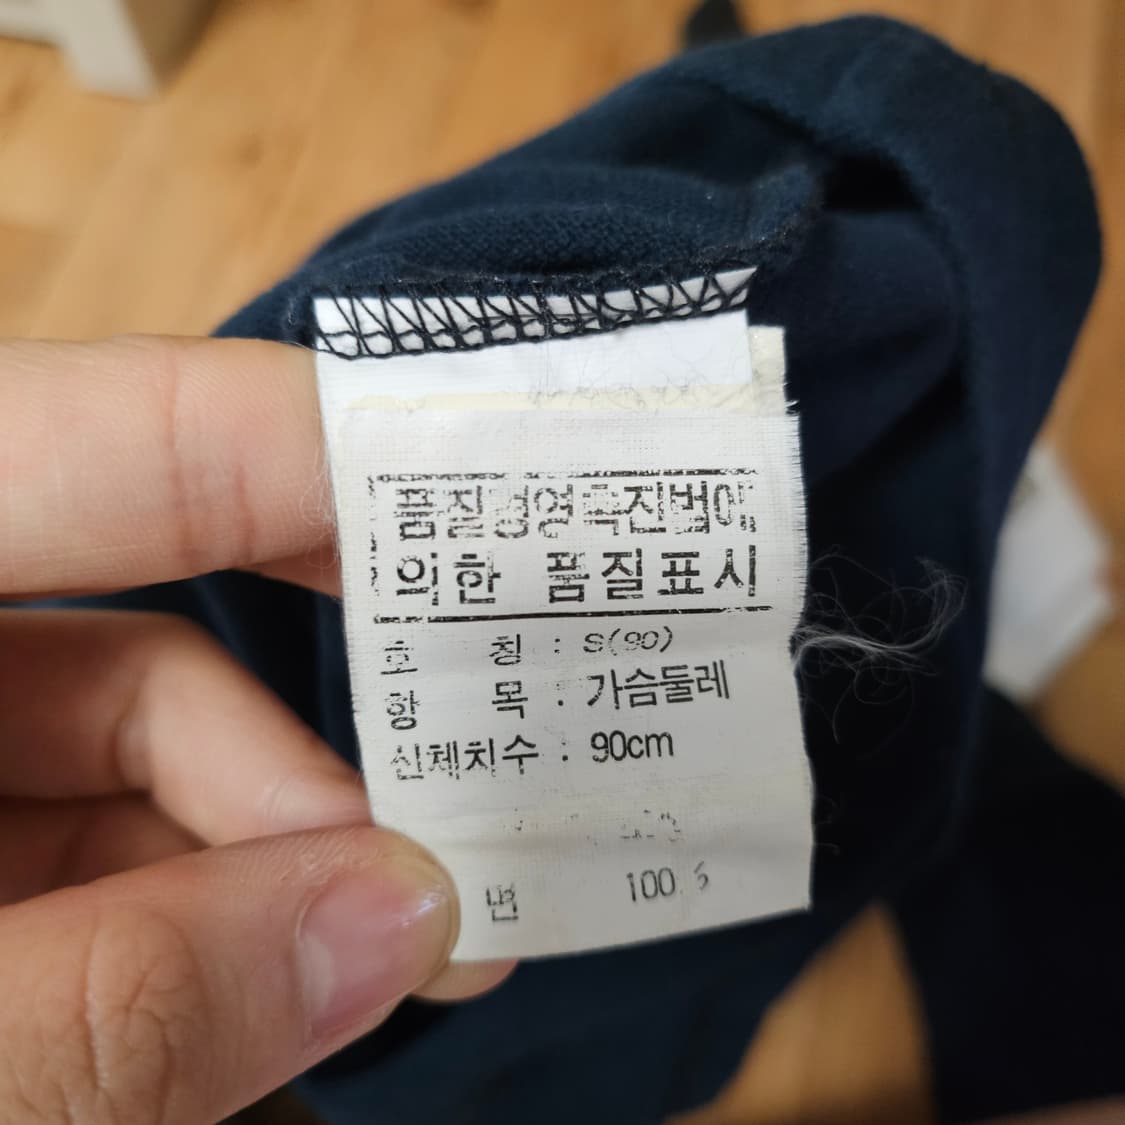 품질경영촉진법에
의한 품질표시
호 칭 : S(90)
항 목 : 가슴둘레
신체치수 : 90cm
면 100%